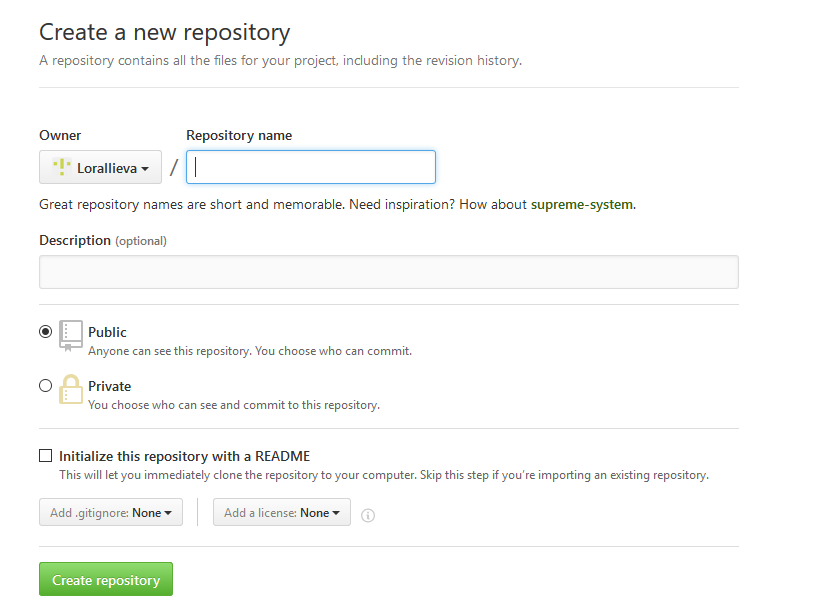 Create a new repository
A repository contains all the files for your project, including the revision history.
Owner
Repository name
Lorallieva
/
Great repository names are short and memorable. Need inspiration? How about supreme-system.
Description (optional)
Public
Anyone can see this repository. You choose who can commit.
Private
You choose who can see and commit to this repository.
Initialize this repository with a README
This will let you immediately clone the repository to your computer. Skip this step if you’re importing an existing repository.
Add .gitignore: None
Add a license: None
Create repository